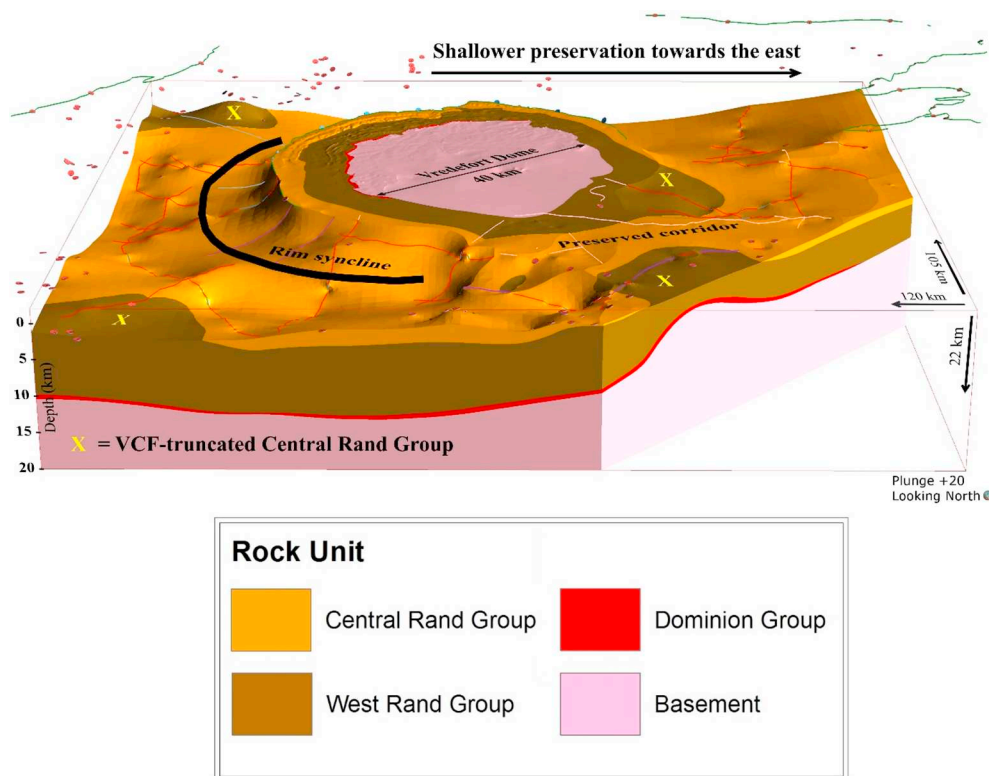 Shallower preservation towards the east
X
Vredefort Dome
40 km
X
Preserved corridor
Rim syncline
X
105 km
120 km
X
22 km
0
5
10
15
20
Depth (km)
X = VCF-truncated Central Rand Group
Plunge +20
Looking North
Rock Unit
Central Rand Group
Dominion Group
West Rand Group
Basement